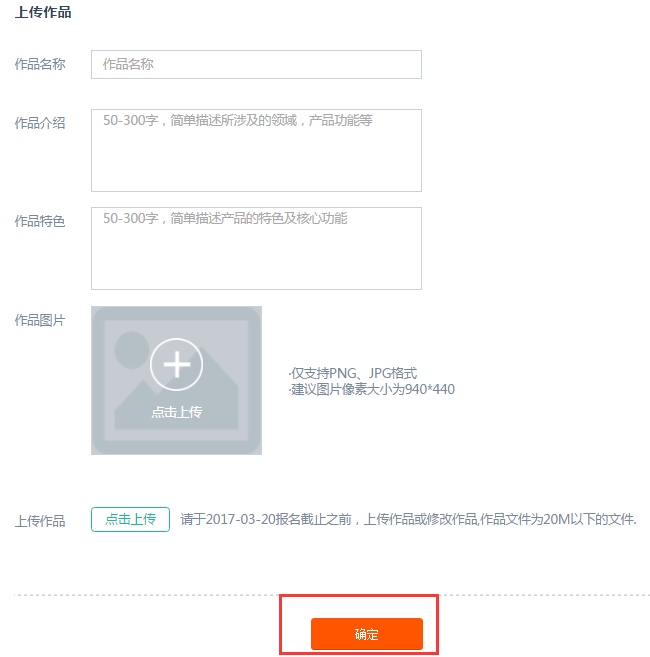 上传作品
作品名称 作品名称
作品介绍 50-300字，简单描述所涉及的领域，产品功能等
作品特色 50-300字，简单描述产品的特色及核心功能
作品图片
点击上传
·仅支持PNG、JPG格式
·建议图片像素大小为940*440
上传作品 点击上传 请于2017-03-20报名截止之前，上传作品或修改作品,作品文件为20M以下的文件.
确定